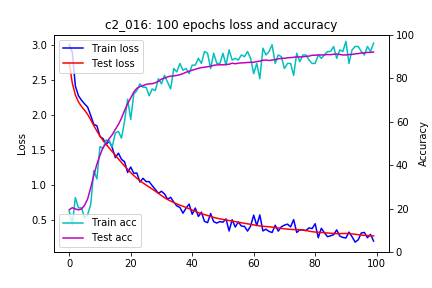 c2_016: 100 epochs loss and accuracy
3.0
2.5
2.0
1.5
1.0
0.5
Loss
Train loss
Test loss
Train acc
Test acc
100
80
60
40
20
0
Accuracy
0
20
40
60
80
100